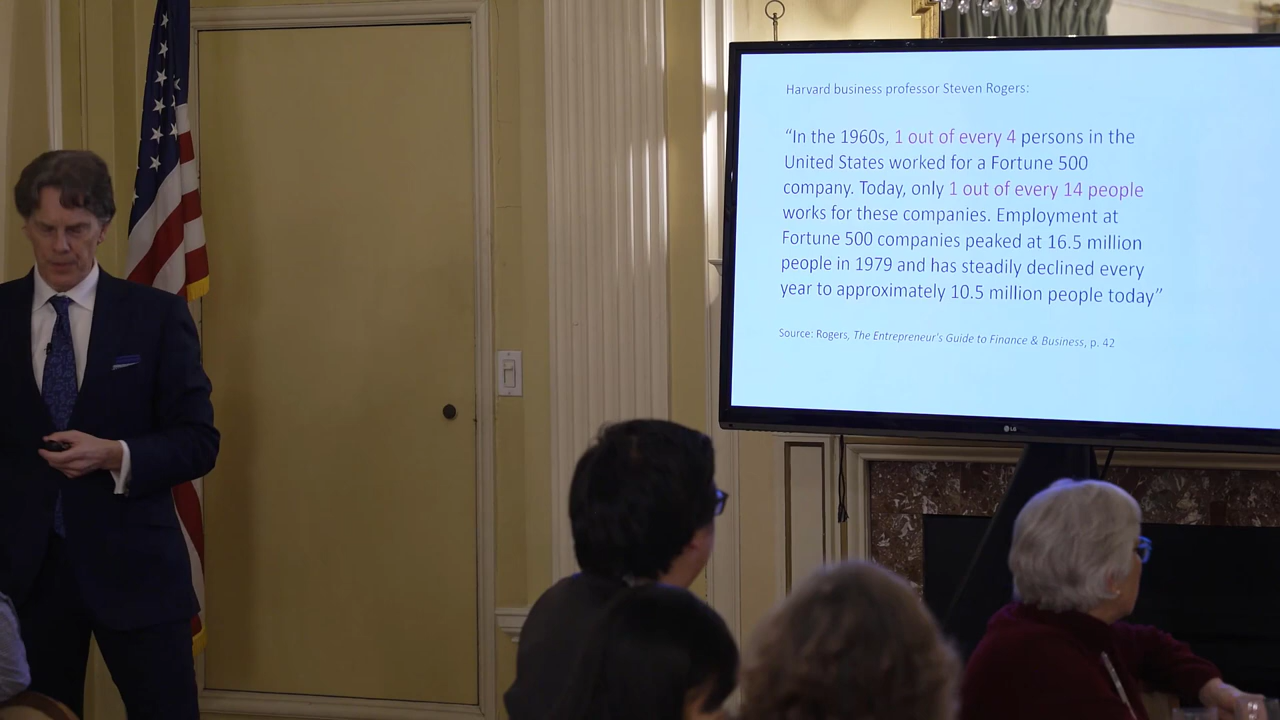 Harvard business professor Steven Rogers:
“In the 1960s, 1 out of every 4 persons in the
United States worked for a Fortune 500
company. Today, only 1 out of every 14 people
works for these companies. Employment at
Fortune 500 companies peaked at 16.5 million
people in 1979 and has steadily declined every
year to approximately 10.5 million people today”
Source: Rogers, The Entrepreneur's Guide to Finance & Business, p. 42
LG